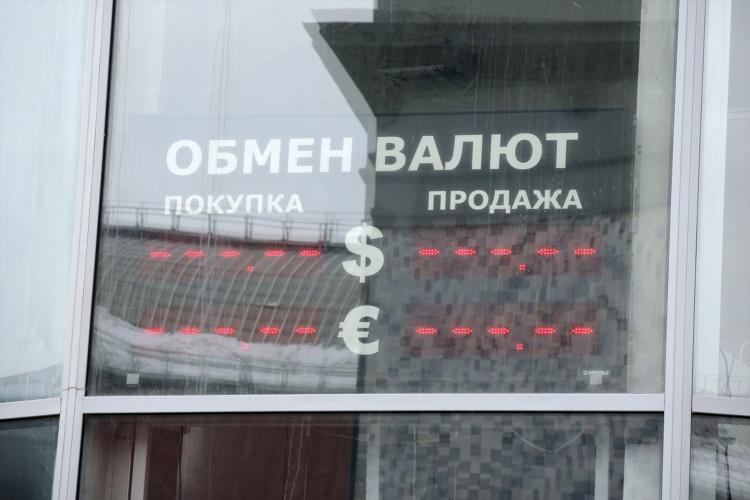 ОБМЕН ВАЛЮТ
ПОКУПКА ПРОДАЖА
---.-- $ ---.--
---.-- € ---.--